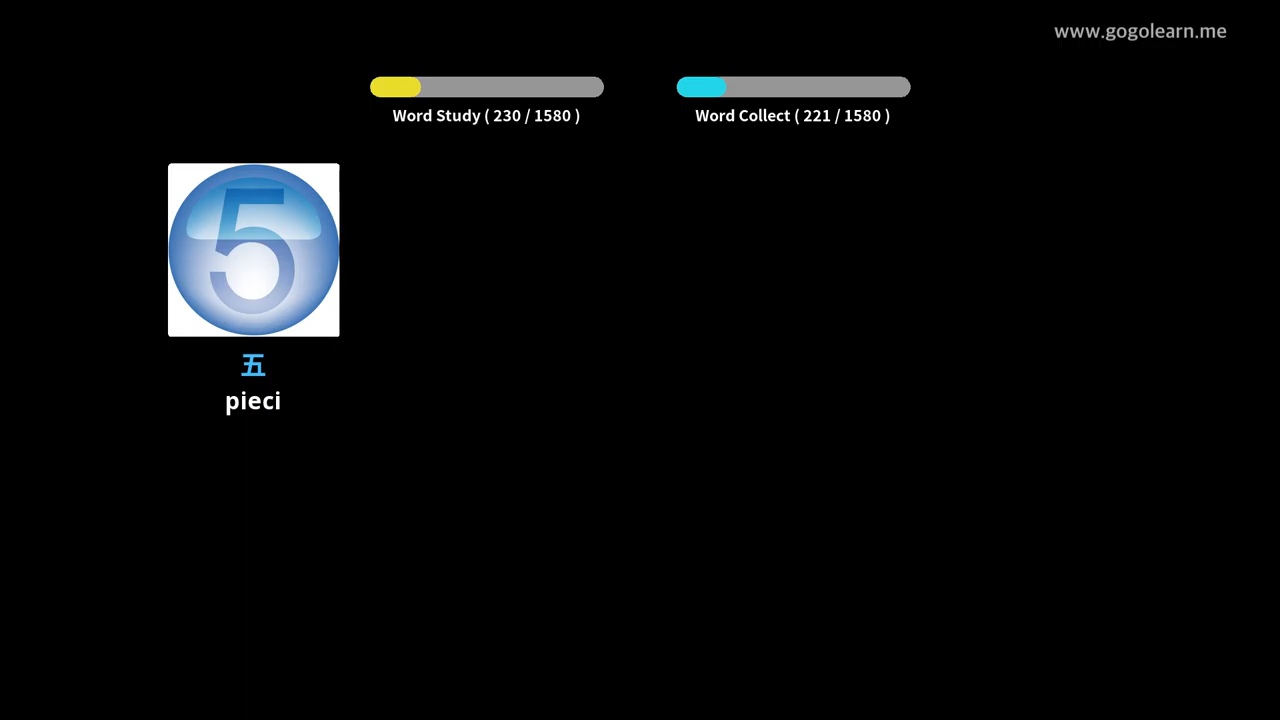 www.gogolearn.me
Word Study ( 230 / 1580 )
Word Collect ( 221 / 1580 )
5
五
pieci